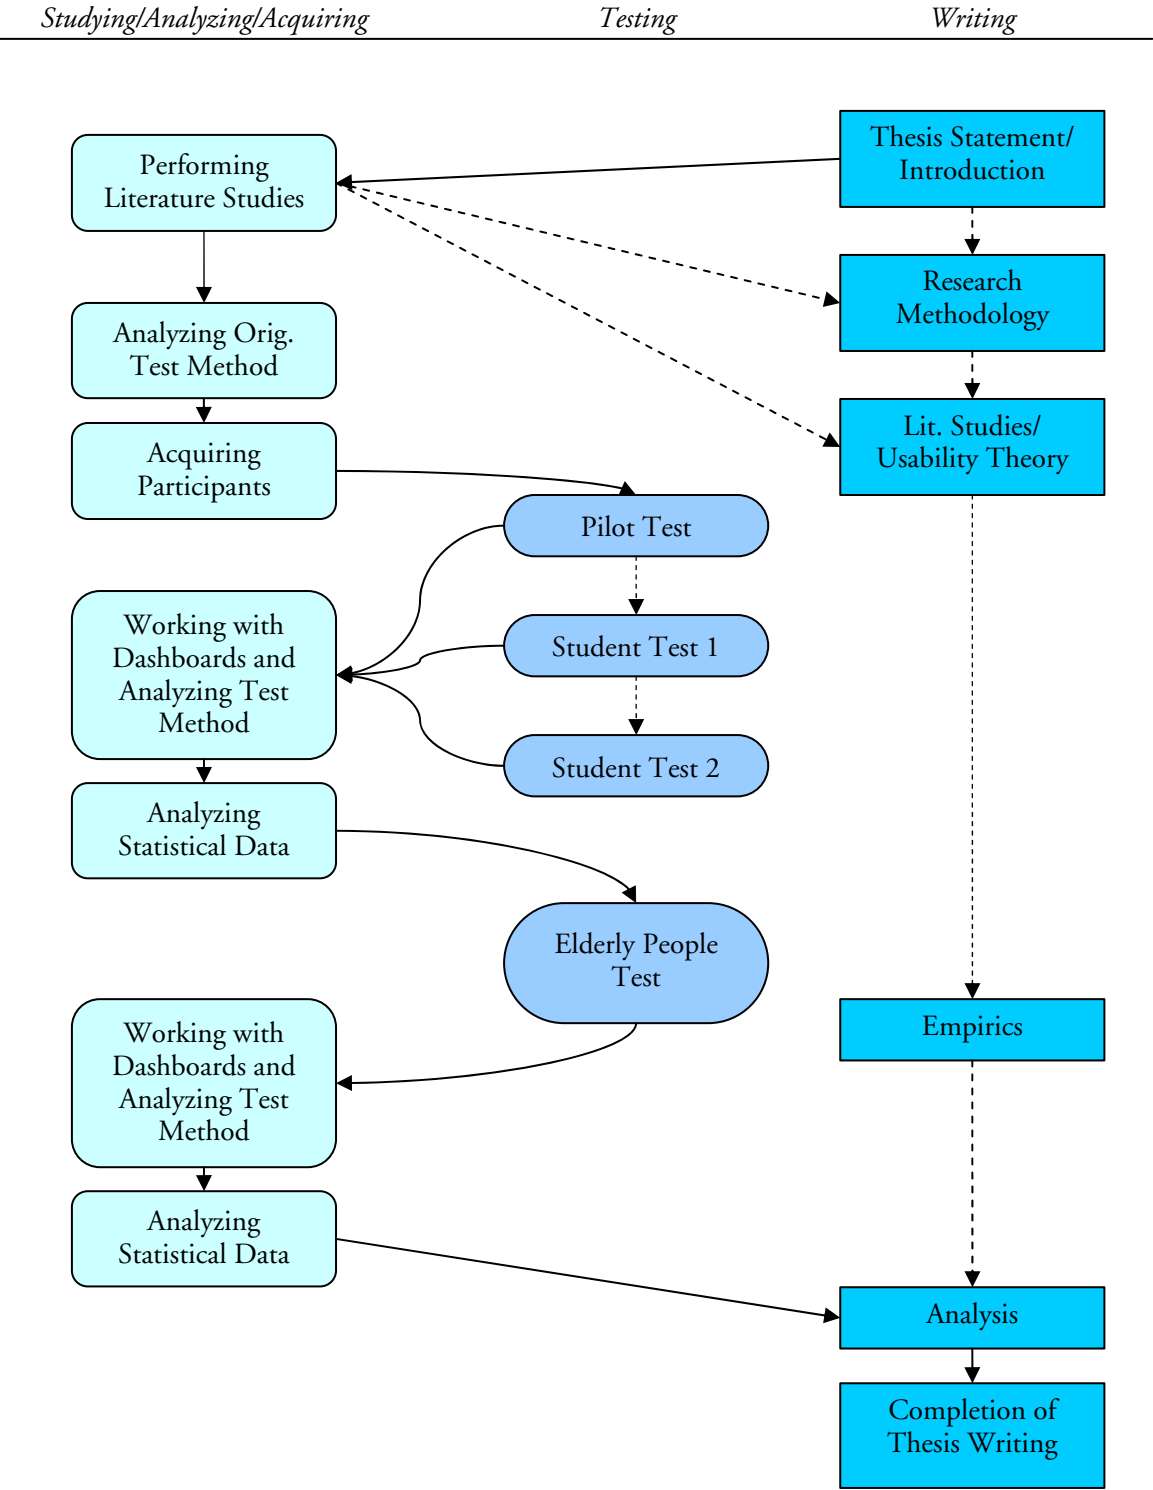 Studying/Analyzing/Acquiring
Testing
Writing
Thesis Statement/
Introduction
Performing
Literature Studies
Research
Methodology
Analyzing Orig.
Test Method
Lit. Studies/
Usability Theory
Acquiring
Participants
Pilot Test
Working with
Dashboards and
Analyzing Test
Method
Student Test 1
Student Test 2
Analyzing
Statistical Data
Elderly People
Test
Working with
Dashboards and
Analyzing Test
Method
Empirics
Analyzing
Statistical Data
Analysis
Completion of
Thesis Writing